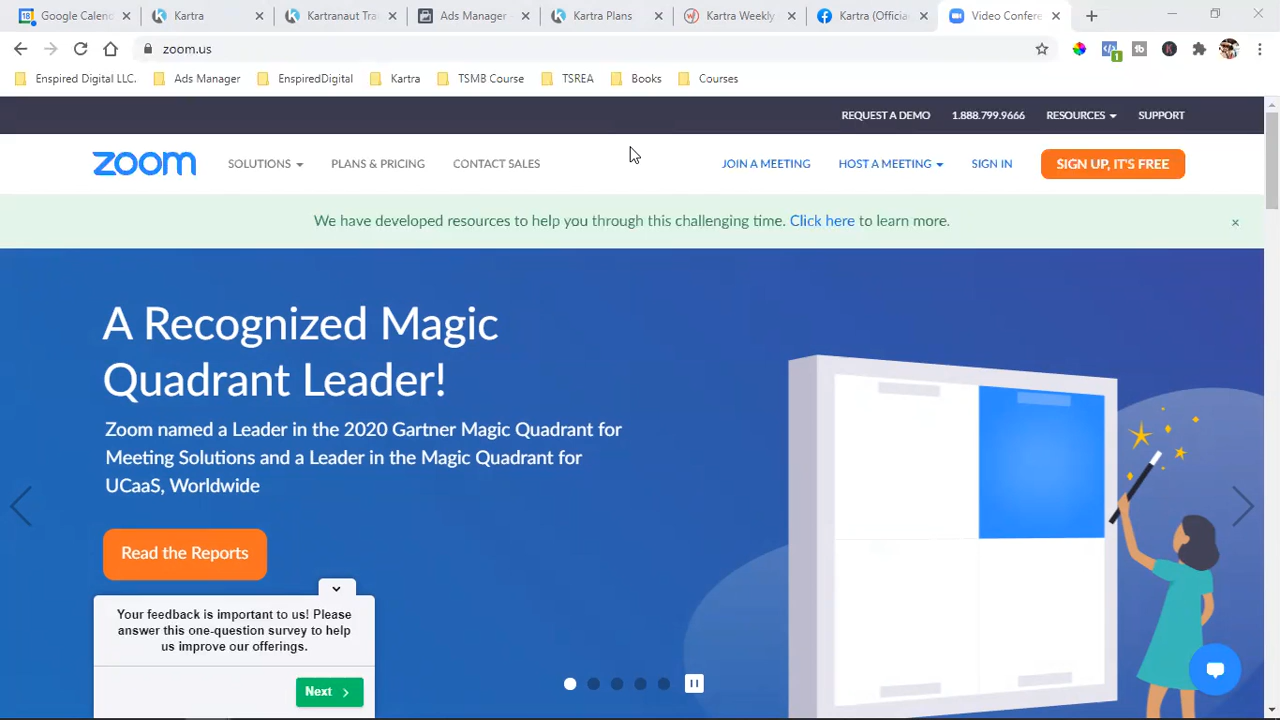 18 Google Calend
Kartra
Kartranaut Tra
Ads Manager -
Kartra Plans
Kartra Weekly
Kartra (Officia
Video Confere
zoom.us
1
Enspired Digital LLC.
Ads Manager
EnspiredDigital
Kartra
TSMB Course
TSREA
Books
Courses
REQUEST A DEMO
1.888.799.9666
RESOURCES
SUPPORT
zoom
SOLUTIONS
PLANS & PRICING
CONTACT SALES
JOIN A MEETING
HOST A MEETING
SIGN IN
SIGN UP, IT'S FREE
We have developed resources to help you through this challenging time. Click here to learn more.
A Recognized Magic
Quadrant Leader!
Zoom named a Leader in the 2020 Gartner Magic Quadrant for
Meeting Solutions and a Leader in the Magic Quadrant for
UCaaS, Worldwide
Read the Reports
Your feedback is important to us! Please
answer this one-question survey to help
us improve our offerings.
Next